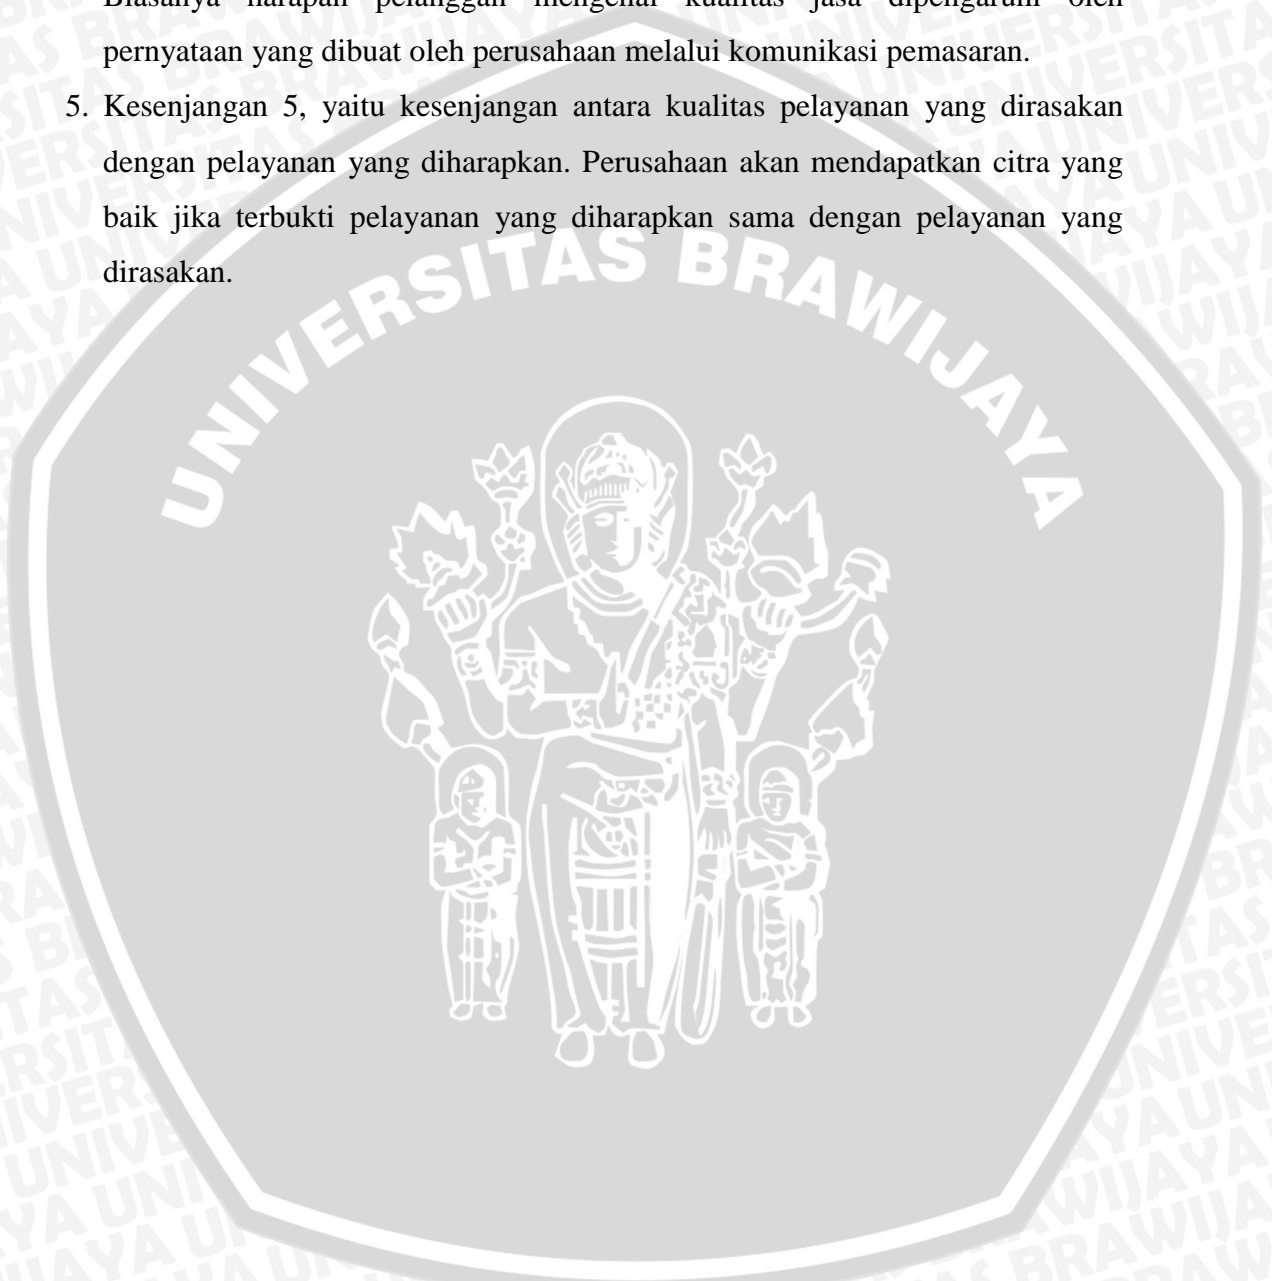 Biasanya harapan pelanggan mengenai kualitas jasa dipengaruhi oleh
pernyataan yang dibuat oleh perusahaan melalui komunikasi pemasaran.
5. Kesenjangan 5, yaitu kesenjangan antara kualitas pelayanan yang dirasakan
dengan pelayanan yang diharapkan. Perusahaan akan mendapatkan citra yang
baik jika terbukti pelayanan yang diharapkan sama dengan pelayanan yang
dirasakan.
UNIVERSITAS BRAWIJAYA